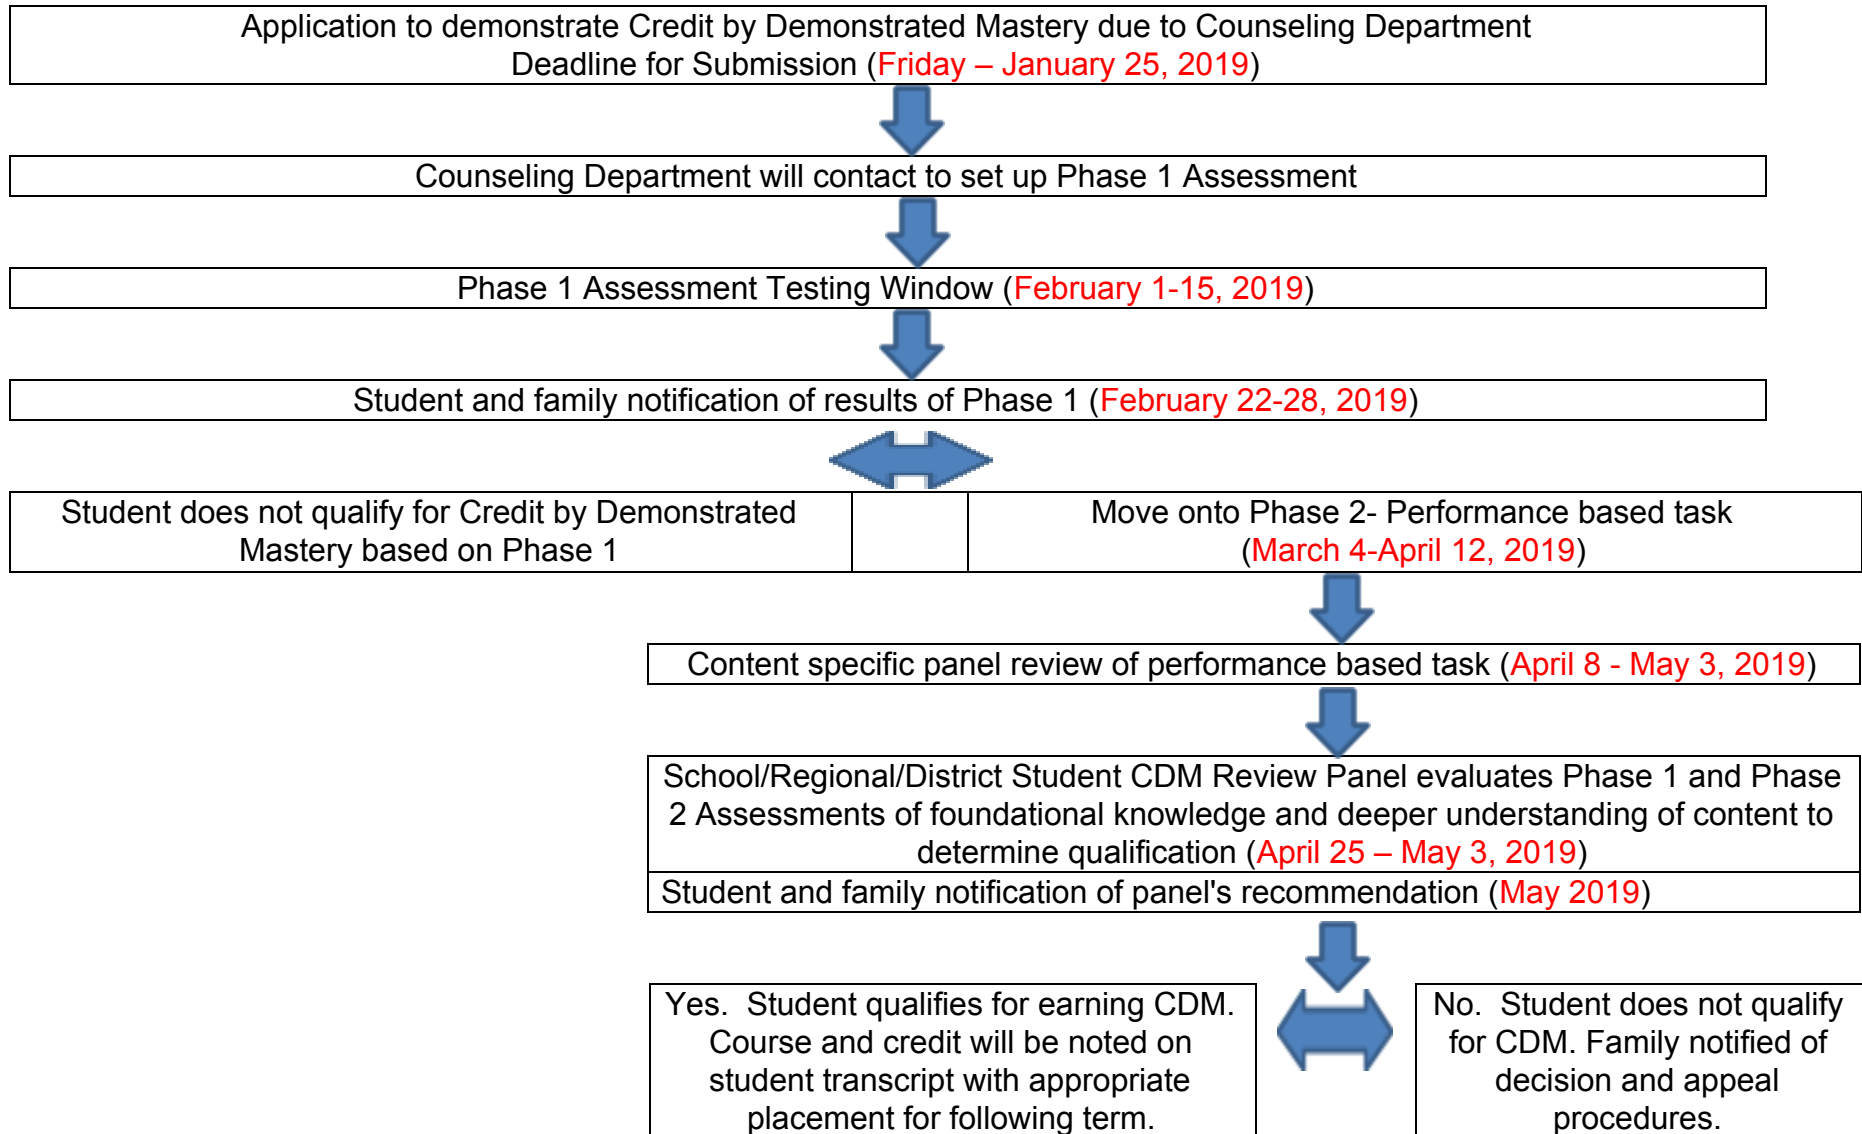 Application to demonstrate Credit by Demonstrated Mastery due to Counseling Department
Deadline for Submission (Friday – January 25, 2019)
Counseling Department will contact to set up Phase 1 Assessment
Phase 1 Assessment Testing Window (February 1-15, 2019)
Student and family notification of results of Phase 1 (February 22-28, 2019)
Student does not qualify for Credit by Demonstrated
Mastery based on Phase 1
Move onto Phase 2- Performance based task
(March 4-April 12, 2019)
Content specific panel review of performance based task (April 8 - May 3, 2019)
School/Regional/District Student CDM Review Panel evaluates Phase 1 and Phase
2 Assessments of foundational knowledge and deeper understanding of content to
determine qualification (April 25 – May 3, 2019)
Student and family notification of panel's recommendation (May 2019)
Yes.  Student qualifies for earning CDM.
Course and credit will be noted on
student transcript with appropriate
placement for following term.
No.  Student does not qualify
for CDM. Family notified of
decision and appeal
procedures.